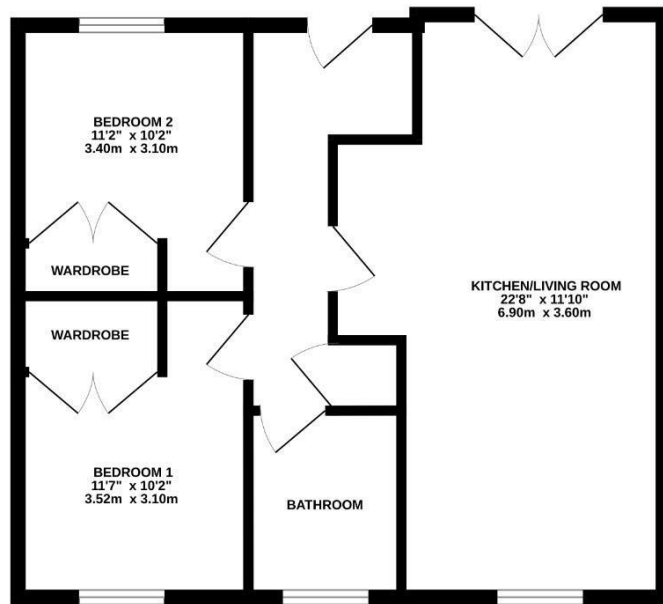 BEDROOM 2
11'2" x 10'2"
3.40m x 3.10m
WARDROBE
WARDROBE
BEDROOM 1
11'7" x 10'2"
3.52m x 3.10m
BATHROOM
KITCHEN/LIVING ROOM
22'8" x 11'10"
6.90m x 3.60m